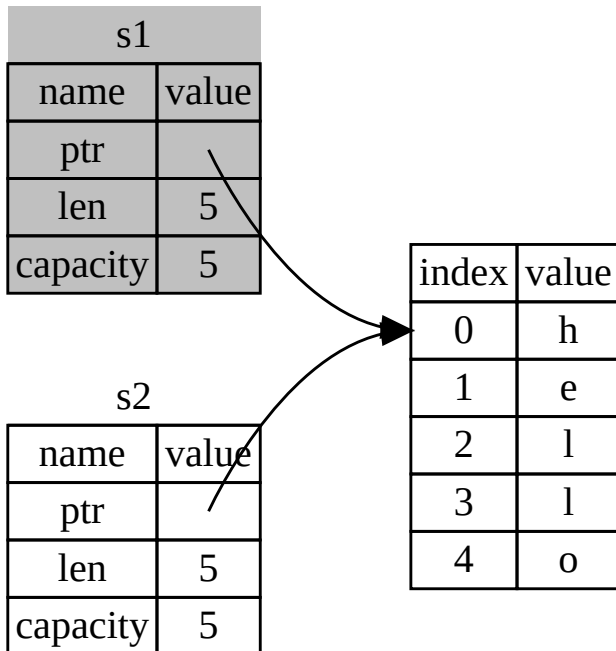 s1
name value
ptr
len 5
capacity 5
s2
name value
ptr
len 5
capacity 5
index value
0 h
1 e
2 l
3 l
4 o